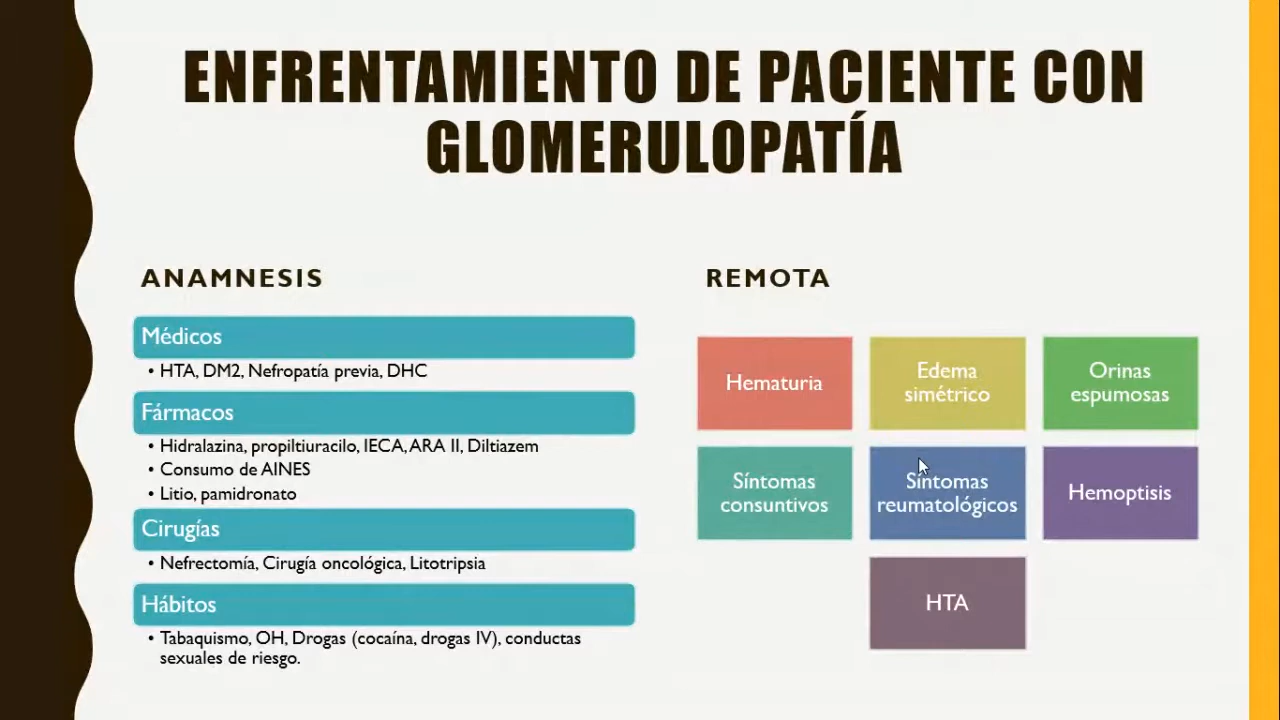 ENFRENTAMIENTO DE PACIENTE CON
GLOMERULOPATÍA
ANAMNESIS
Médicos
• HTA, DM2, Nefropatía previa, DHC
Fármacos
• Hidralazina, propiltiuracilo, IECA, ARA II, Diltiazem
• Consumo de AINES
• Litio, pamidronato
Cirugías
• Nefrectomía, Cirugía oncológica, Litotripsia
Hábitos
• Tabaquismo, OH, Drogas (cocaína, drogas IV), conductas
sexuales de riesgo.
REMOTA
Hematuria
Edema
simétrico
Orinas
espumosas
Síntomas
consuntivos
Síntomas
reumatológicos
Hemoptisis
HTA